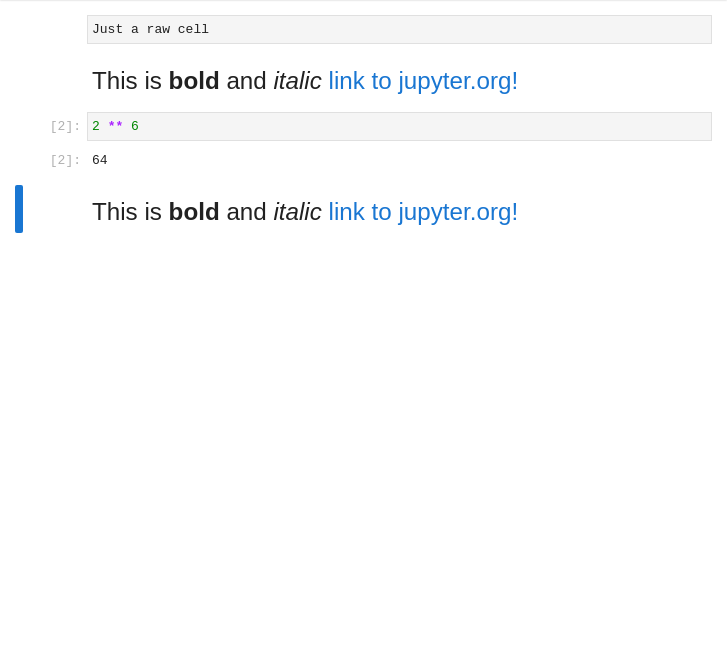 Just a raw cell
This is bold and italic link to jupyter.org!
[2]: 2 ** 6
[2]: 64
This is bold and italic link to jupyter.org!